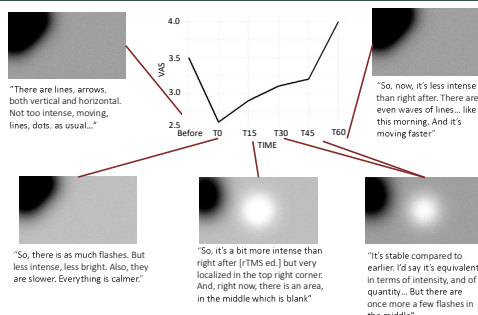 4.0
3.5
3.0
2.5
VAS
Before T0 T15 T30 T45 T60
TIME
"There are lines, arrows,
both vertical and horizontal.
Not too intense, moving,
lines, dots, as usual…"
"So, now, it's less intense
than right after. There are
even waves of lines… like
this morning. And it's
moving faster"
"So, there is as much flashes. But
less intense, less bright. Also, they
are slower. Everything is calmer."
"So, it's a bit more intense than
right after [rTMS ed.] but very
localized in the top right corner.
And, right now, there is an area,
in the middle which is blank"
"It's stable compared to
earlier. I'd say it's equivalent
in terms of intensity, and of
quantity… But there are
once more a few flashes in
the middle"